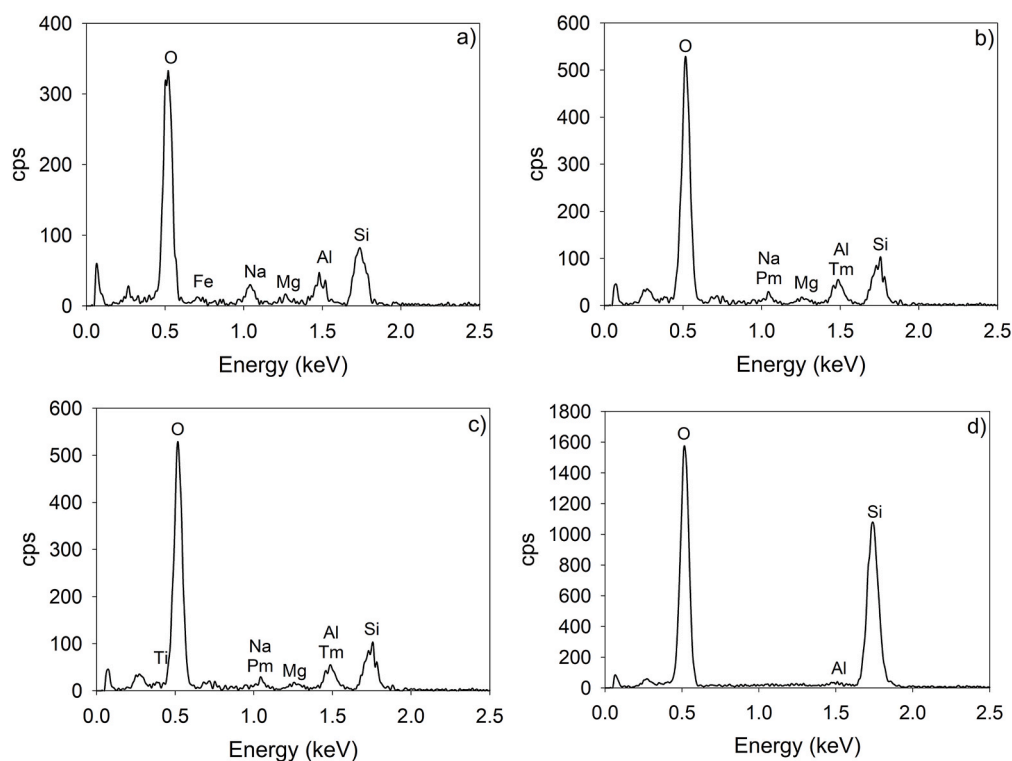 a)
400
300
200
100
0
cps
O
Fe
Na
Mg
Al
Si
0.0 0.5 1.0 1.5 2.0 2.5
Energy (keV)
b)
600
500
400
300
200
100
0
cps
O
Na
Pm
Mg
Al
Tm
Si
0.0 0.5 1.0 1.5 2.0 2.5
Energy (keV)
c)
600
500
400
300
200
100
0
cps
Ti
O
Na
Pm
Mg
Al
Tm
Si
0.0 0.5 1.0 1.5 2.0 2.5
Energy (keV)
d)
1800
1600
1400
1200
1000
800
600
400
200
0
cps
O
Al
Si
0.0 0.5 1.0 1.5 2.0 2.5
Energy (keV)